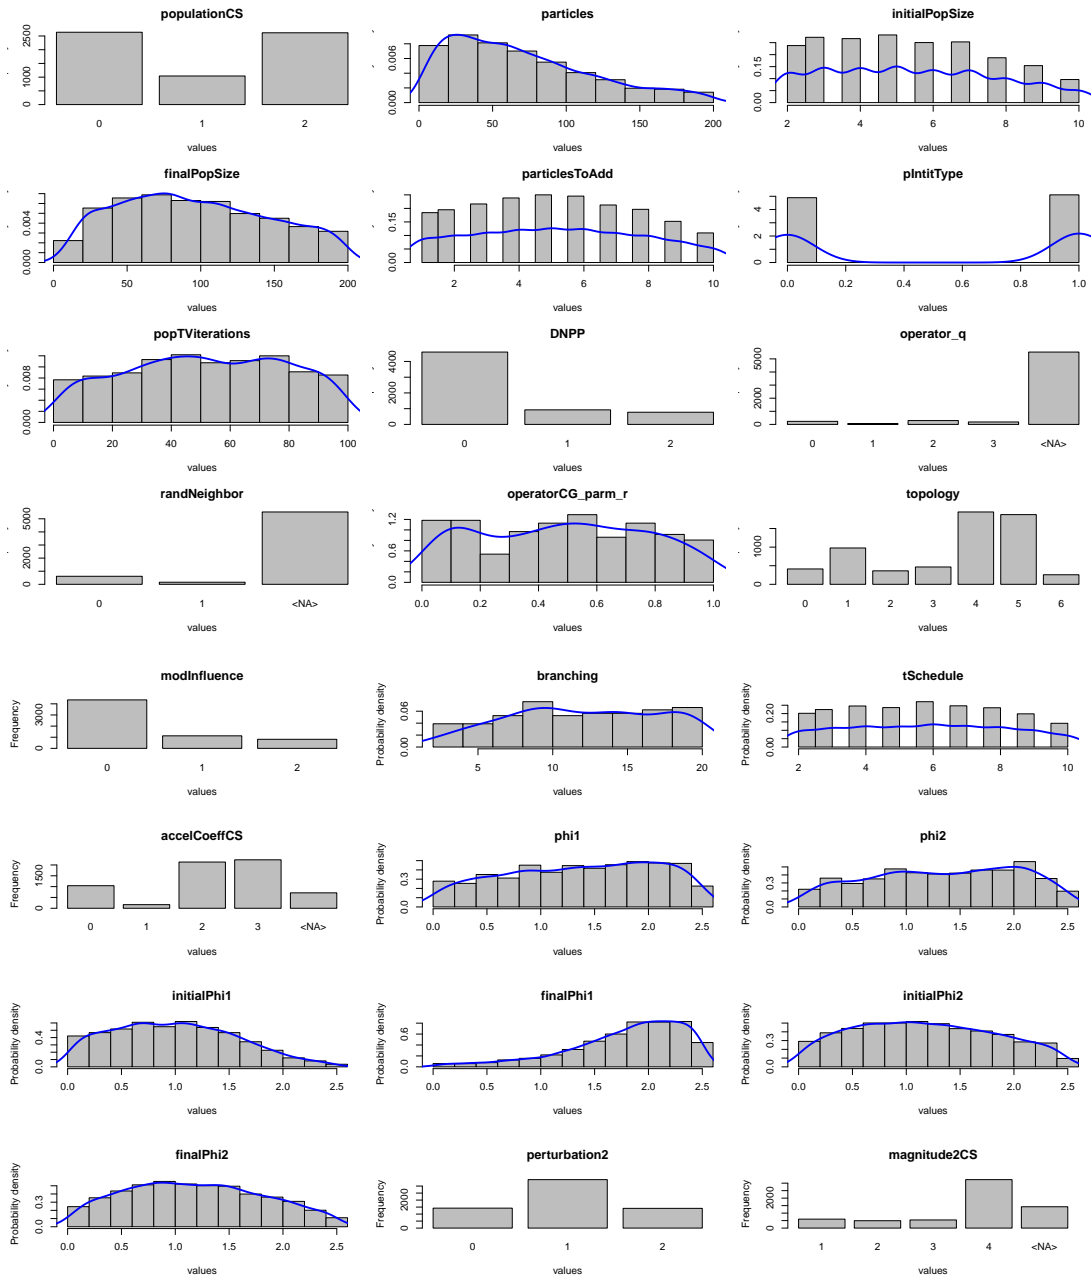 populationCS
0 1000 2500
0 1 2
values
particles
0.000 0.006
0 50 100 150 200
values
initialPopSize
0.00 0.15
2 4 6 8 10
values
finalPopSize
0.000 0.004
0 50 100 150 200
values
particlesToAdd
0.00 0.15
2 4 6 8 10
values
pIntitType
0 2 4
0.0 0.2 0.4 0.6 0.8 1.0
values
popTViterations
0.000 0.008
0 20 40 60 80 100
values
DNPP
0 2000 4000
0 1 2
values
operator_q
0 2000 5000
0 1 2 3 <NA>
values
randNeighbor
0 2000 5000
0 1 <NA>
values
operatorCG_parm_r
0.0 0.6 1.2
0.0 0.2 0.4 0.6 0.8 1.0
values
topology
0 1000
0 1 2 3 4 5 6
values
modInfluence
Frequency
0 3000
0 1 2
values
branching
Probability density
0.00 0.06
5 10 15 20
values
tSchedule
Probability density
0.00 0.20
2 4 6 8 10
values
accelCoeffCS
Frequency
0 1500
0 1 2 3 <NA>
values
phi1
Probability density
0.0 0.3
0.0 0.5 1.0 1.5 2.0 2.5
values
phi2
Probability density
0.0 0.3
0.0 0.5 1.0 1.5 2.0 2.5
values
initialPhi1
Probability density
0.0 0.4
0.0 0.5 1.0 1.5 2.0 2.5
values
finalPhi1
Probability density
0.0 0.6
0.0 0.5 1.0 1.5 2.0 2.5
values
initialPhi2
Probability density
0.0 0.3
0.0 0.5 1.0 1.5 2.0 2.5
values
finalPhi2
Probability density
0.0 0.3
0.0 0.5 1.0 1.5 2.0 2.5
values
perturbation2
Frequency
0 2000
0 1 2
values
magnitude2CS
Frequency
0 2000
1 2 3 4 <NA>
values